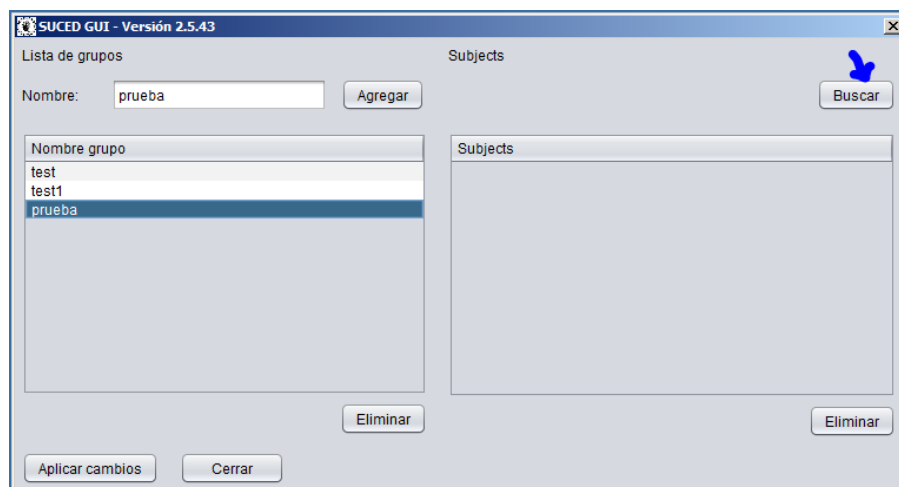 SUCED GUI - Versión 2.5.43
Lista de grupos
Subjects
Nombre:
prueba
Agregar
Buscar
Nombre grupo
test
test1
prueba
Subjects
Eliminar
Eliminar
Aplicar cambios
Cerrar